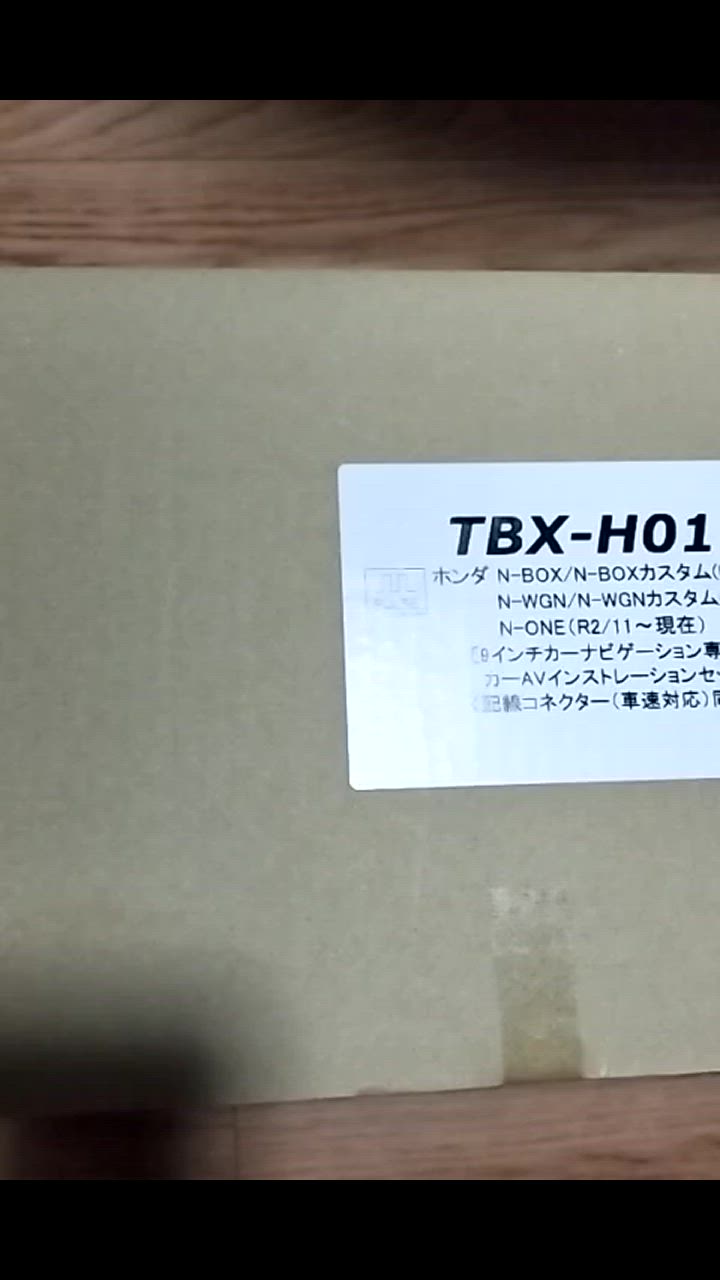 TBX-H01
ホンダ N-BOX/N-BOXカスタム(
N-WGN/N-WGNカスタム
N-ONE(R2/11～現在)
【9インチカーナビゲーション専
カーAVインストレーションセッ
配線コネクター(車速対応)同